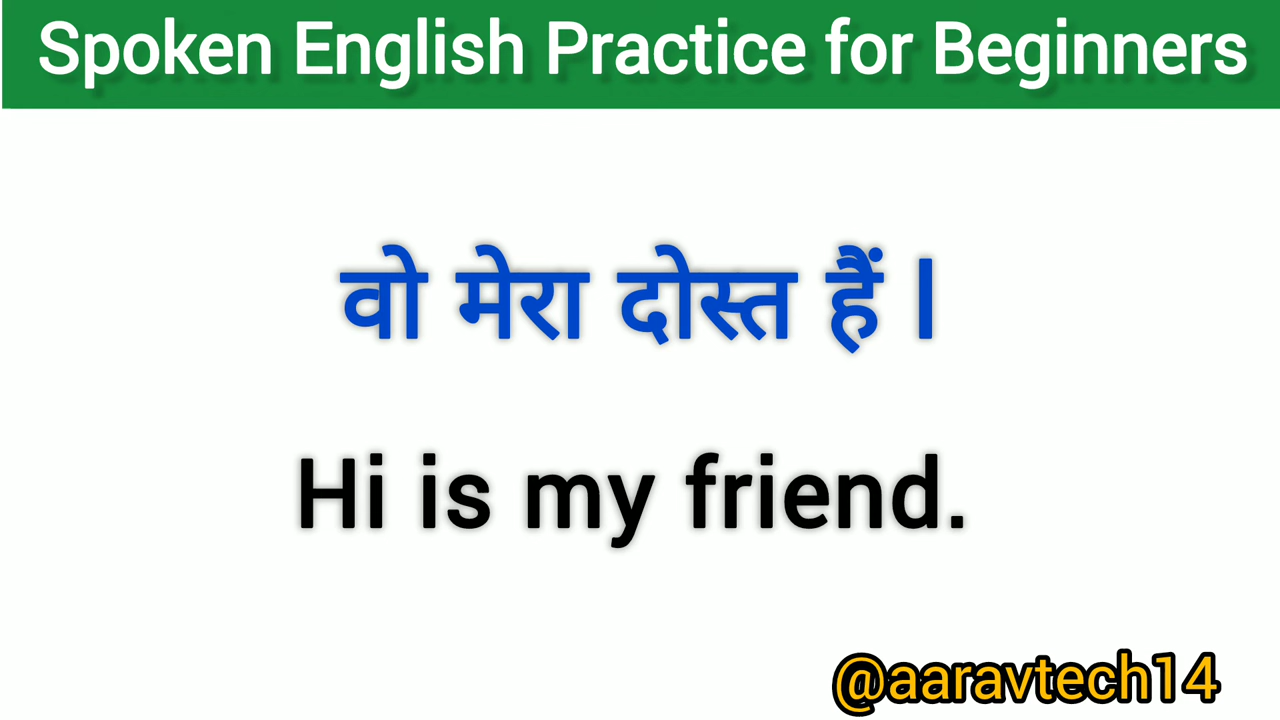 Spoken English Practice for Beginners
वो मेरा दोस्त हैं ।
Hi is my friend.
@aaravtech14